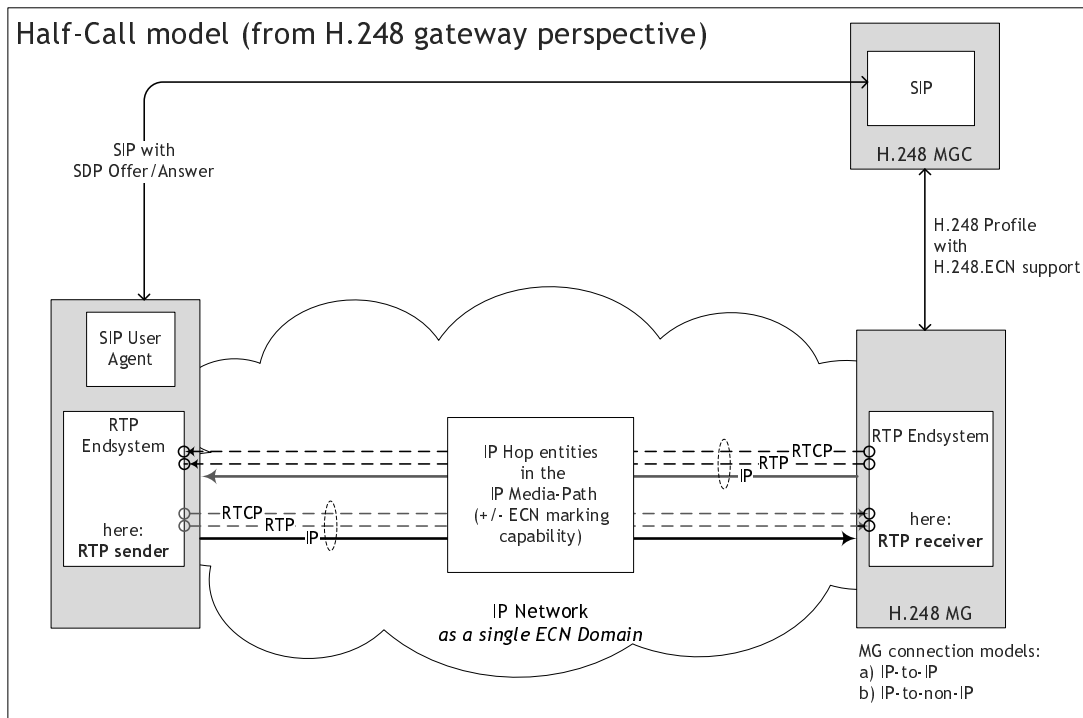 Half-Call model (from H.248 gateway perspective)
SIP
H.248 MGC
SIP with
SDP Offer/Answer
H.248 Profile
with
H.248.ECN support
SIP User
Agent
RTP
Endsystem
here:
RTP sender
RTCP
RTP
IP
IP Hop entities
in the
IP Media-Path
(+/- ECN marking
capability)
RTCP
RTP
IP
RTP Endsystem
here:
RTP receiver
H.248 MG
IP Network
as a single ECN Domain
MG connection models:
a) IP-to-IP
b) IP-to-non-IP